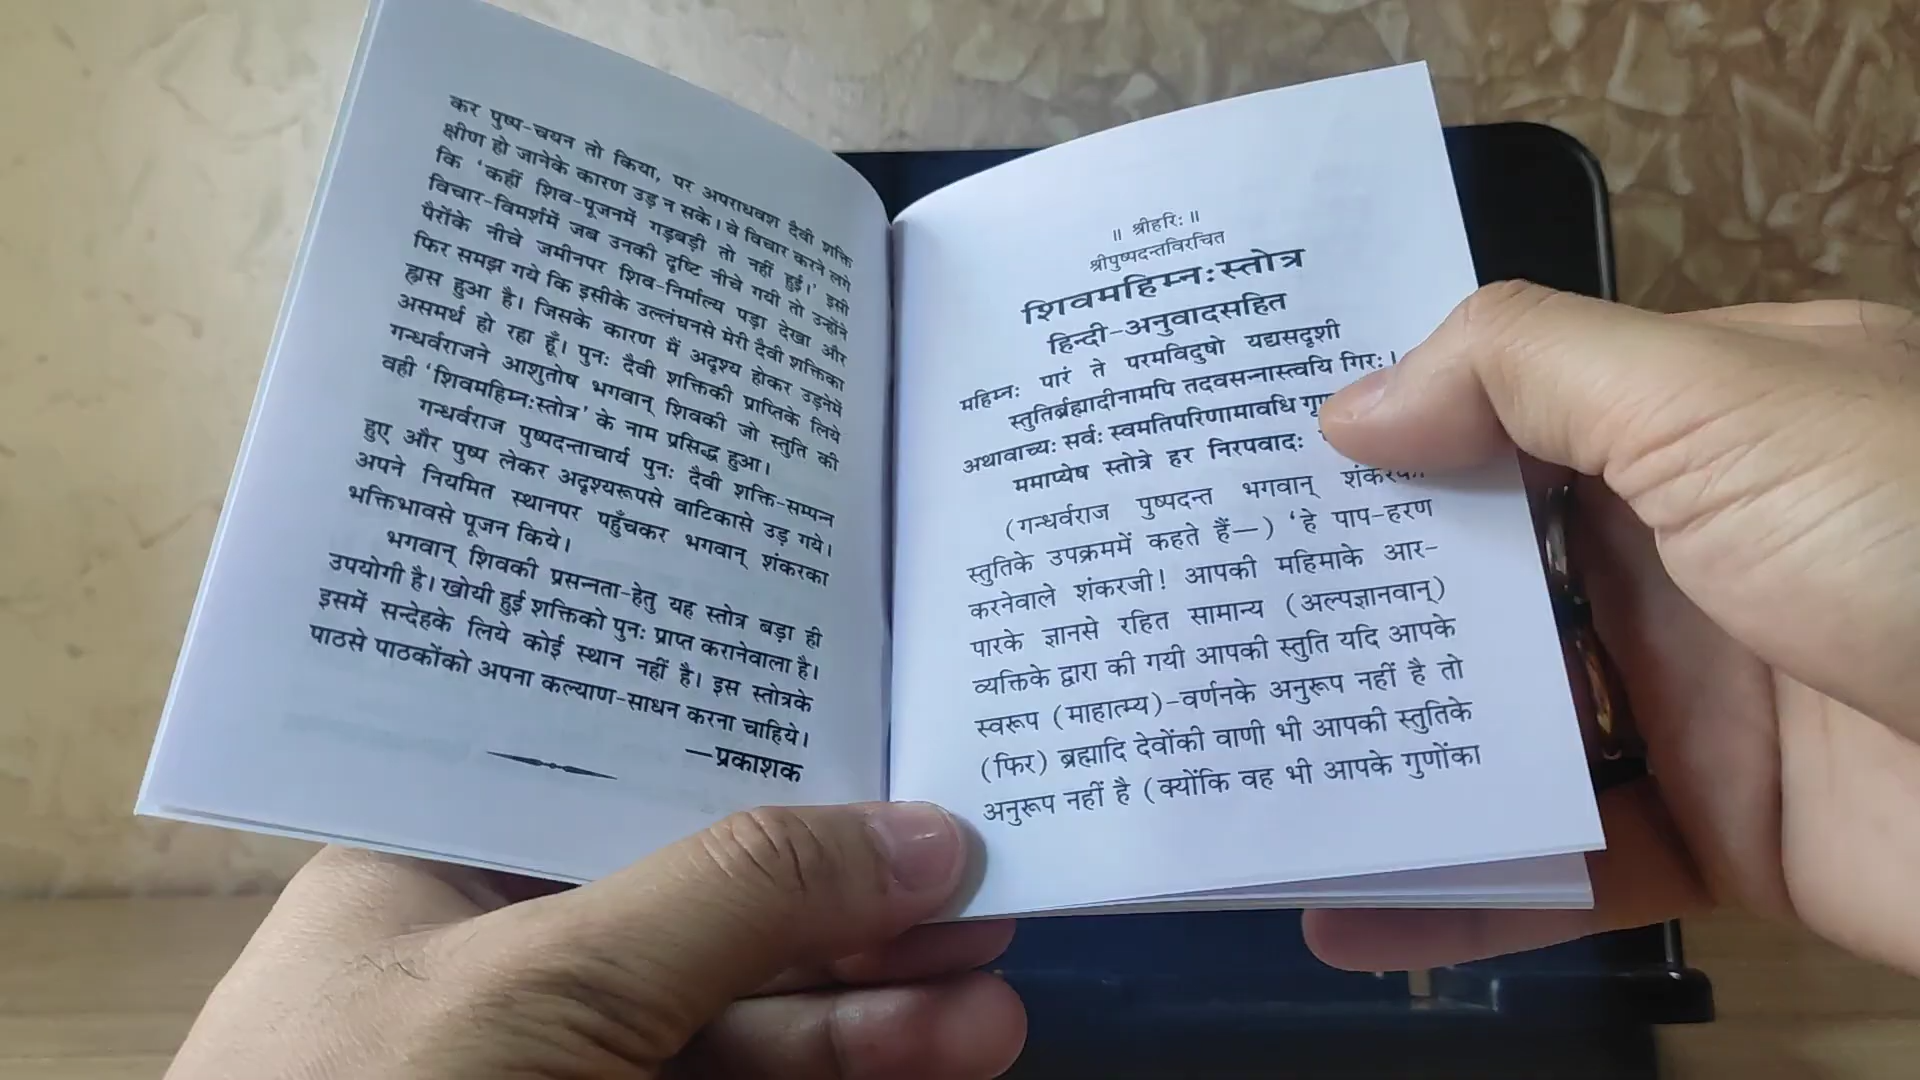 कर पुष्प-चयन तो किया, पर अपराधवश दैवी शक्ति
क्षीण हो जानेके कारण उड़ न सके। वे विचार करने लगे
कि ‘कहीं शिव-पूजनमें गड़बड़ी तो नहीं हुई।’ इसी
विचार-विमर्शमें जब उनकी दृष्टि नीचे गयी तो उन्होंने
पैरोंके नीचे जमीनपर शिव-निर्माल्य पड़ा देखा और
फिर समझ गये कि इसीके उल्लंघनसे मेरी दैवी शक्तिका
ह्रास हुआ है। जिसके कारण मैं अदृश्य होकर उड़नेमें
असमर्थ हो रहा हूँ। पुनः दैवी शक्तिकी प्राप्तिके लिये
गन्धर्वराजने आशुतोष भगवान् शिवकी जो स्तुति की
वही ‘शिवमहिम्नःस्तोत्र’ के नाम प्रसिद्ध हुआ।
गन्धर्वराज पुष्पदन्ताचार्य पुनः दैवी शक्ति-सम्पन्न
हुए और पुष्प लेकर अदृश्यरूपसे वाटिकासे उड़ गये।
अपने नियमित स्थानपर पहुँचकर भगवान् शंकरका
भक्तिभावसे पूजन किये।
भगवान् शिवकी प्रसन्नता-हेतु यह स्तोत्र बड़ा ही
उपयोगी है। खोयी हुई शक्तिको पुनः प्राप्त करानेवाला है।
इसमें सन्देहके लिये कोई स्थान नहीं है। इस स्तोत्रके
पाठसे पाठकोंको अपना कल्याण-साधन करना चाहिये।
—प्रकाशक
॥ श्रीहरिः ॥
श्रीपुष्पदन्तविरचित
शिवमहिम्नःस्तोत्र
हिन्दी-अनुवादसहित
महिम्नः पारं ते परमविदुषो यद्यसदृशी
स्तुतिर्ब्रह्मादीनामपि तदवसन्नास्त्वयि गिरः।
अथावाच्यः सर्वः स्वमतिपरिणामावधि
ममाप्येष स्तोत्रे हर निरपवादः
(गन्धर्वराज पुष्पदन्त भगवान्
स्तुतिके उपक्रममें कहते हैं—) ‘हे पाप-हरण
करनेवाले शंकरजी! आपकी महिमाके आर-
पारके ज्ञानसे रहित सामान्य (अल्पज्ञानवान्)
व्यक्तिके द्वारा की गयी आपकी स्तुति यदि आपके
स्वरूप (माहात्म्य)-वर्णनके अनुरूप नहीं है तो
(फिर) ब्रह्मादि देवोंकी वाणी भी आपकी स्तुतिके
अनुरूप नहीं है (क्योंकि वह भी आपके गुणोंका